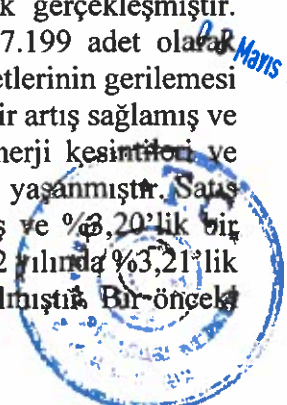 k gerçekleşmiştir.
7.199 adet olarak
Mayıs
etlerinin gerilemesi
ir artış sağlamış ve
nerji kesintileri ve
yaşanmıştır. Satış
ş ve %3,20'lik bir
2 yılında %3,21'lik
lmıştır. Bir önceki